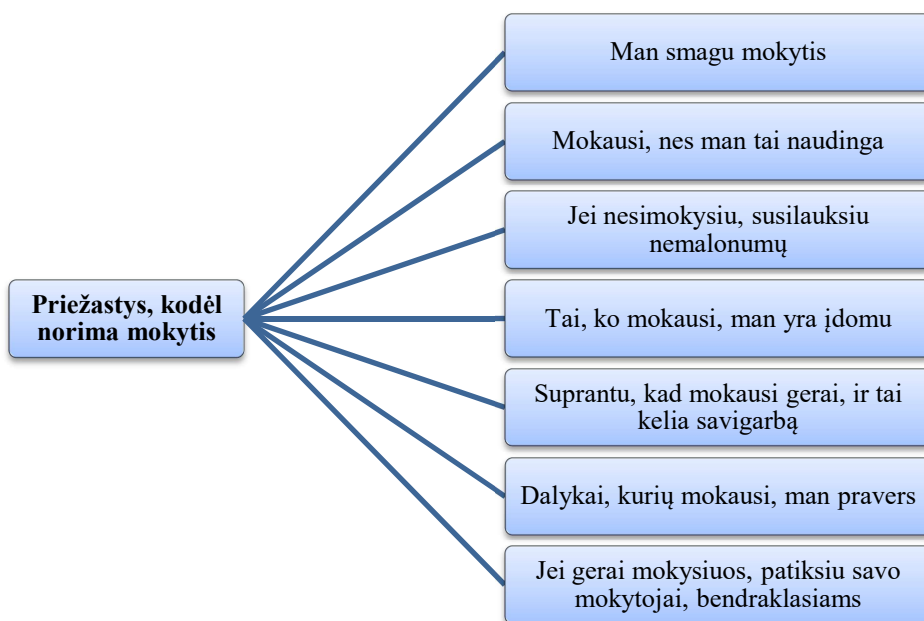 Priežastys, kodėl
norima mokytis
Man smagu mokytis
Mokausi, nes man tai naudinga
Jei nesimokysiu, susilauksiu
nemalonumų
Tai, ko mokausi, man yra įdomu
Suprantu, kad mokausi gerai, ir tai
kelia savigarbą
Dalykai, kurių mokausi, man pravers
Jei gerai mokysiuos, patiksiu savo
mokytojai, bendraklasiams